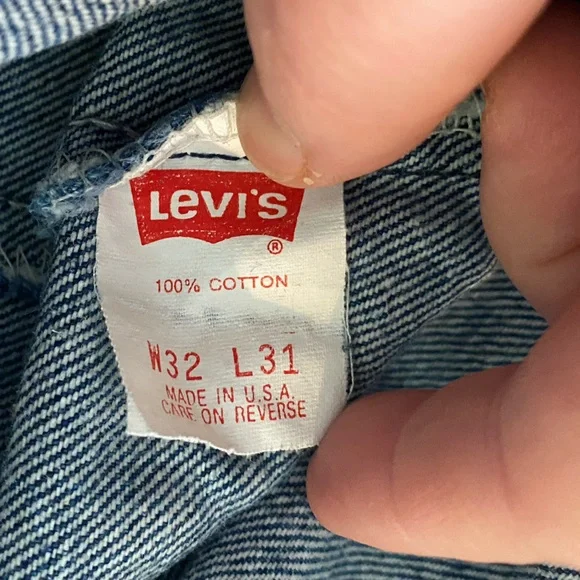 Levi's
®
100% COTTON
W32 L31
MADE IN U.S.A.
CARE ON REVERSE